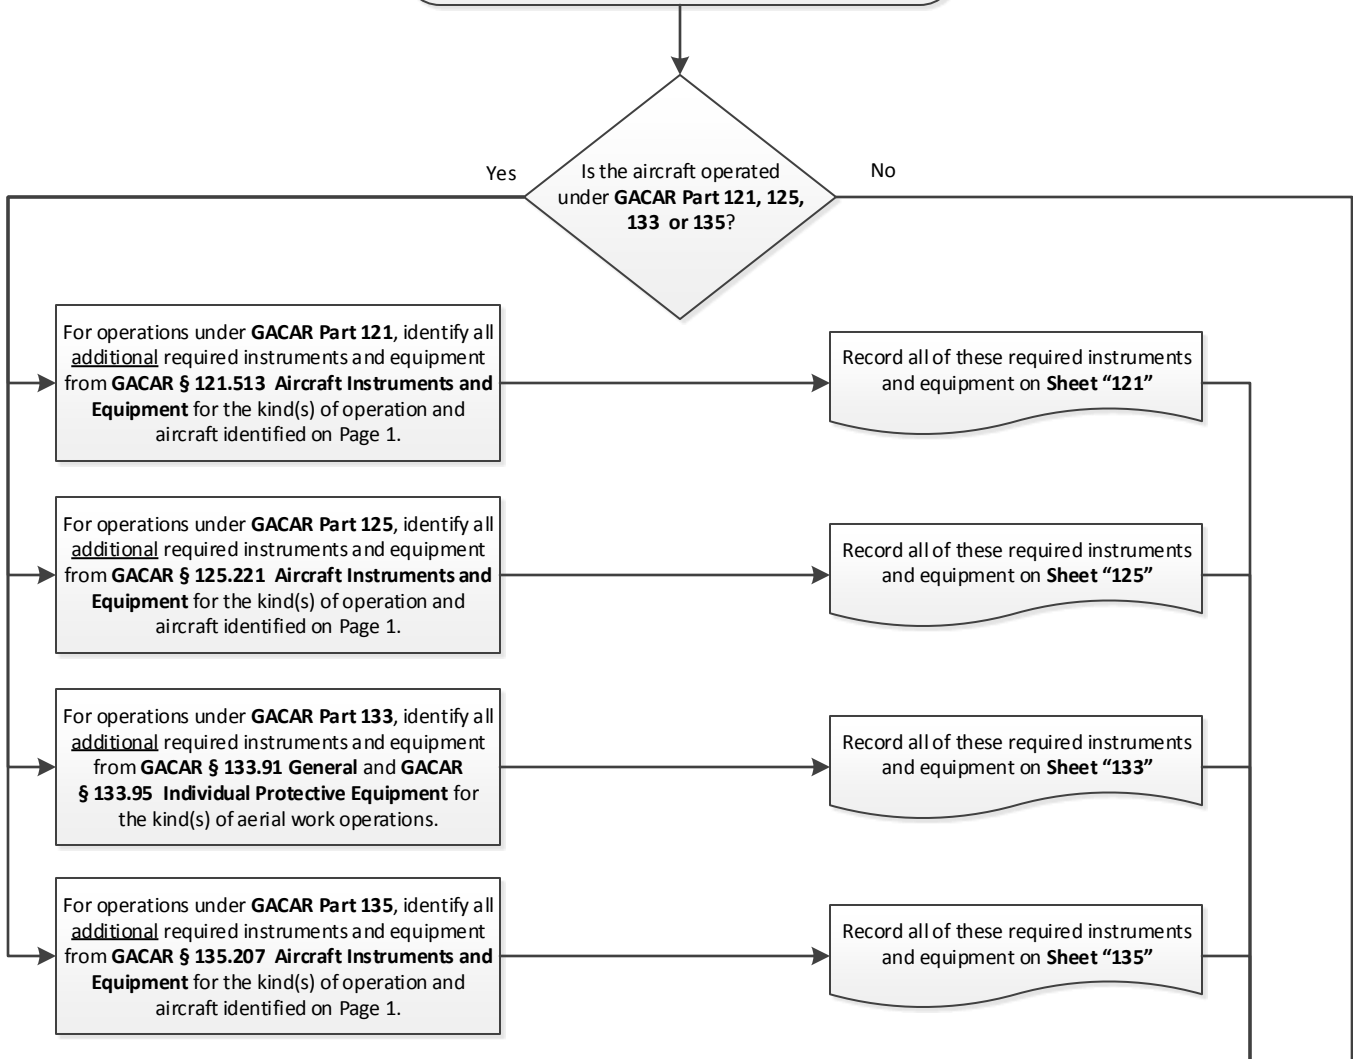 Is the aircraft operated
under GACAR Part 121, 125,
133 or 135?
Yes
No
For operations under GACAR Part 121, identify all
additional required instruments and equipment
from GACAR § 121.513 Aircraft Instruments and
Equipment for the kind(s) of operation and
aircraft identified on Page 1.
Record all of these required instruments
and equipment on Sheet “121”
For operations under GACAR Part 125, identify all
additional required instruments and equipment
from GACAR § 125.221 Aircraft Instruments and
Equipment for the kind(s) of operation and
aircraft identified on Page 1.
Record all of these required instruments
and equipment on Sheet “125”
For operations under GACAR Part 133, identify all
additional required instruments and equipment
from GACAR § 133.91 General and GACAR
§ 133.95 Individual Protective Equipment for
the kind(s) of aerial work operations.
Record all of these required instruments
and equipment on Sheet “133”
For operations under GACAR Part 135, identify all
additional required instruments and equipment
from GACAR § 135.207 Aircraft Instruments and
Equipment for the kind(s) of operation and
aircraft identified on Page 1.
Record all of these required instruments
and equipment on Sheet “135”